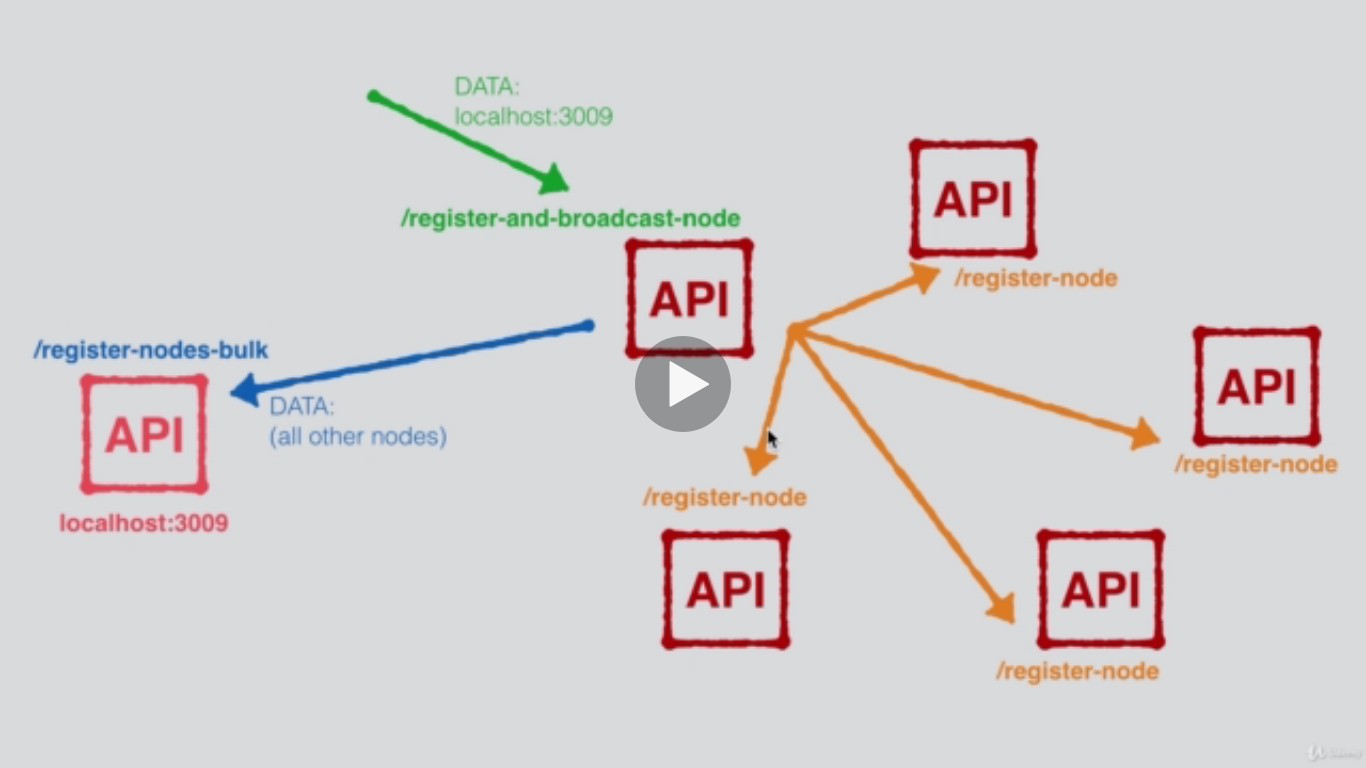 DATA:
localhost:3009
/register-and-broadcast-node
API
API
/register-node
/register-nodes-bulk
API
DATA:
(all other nodes)
localhost:3009
API
/register-node
/register-node
API
API
/register-node
Udemy